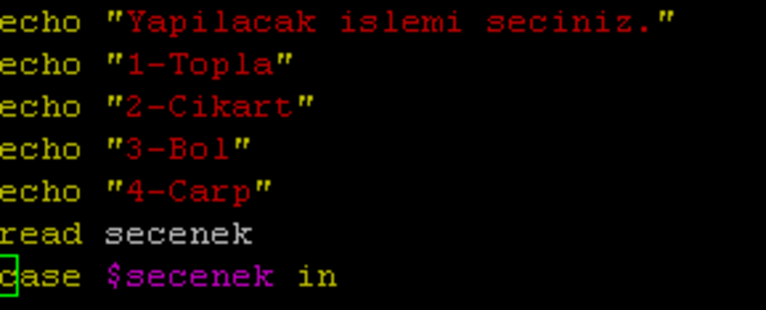 echo "Yapilacak islemi seciniz."
echo "1-Topla"
echo "2-Cikart"
echo "3-Bol"
echo "4-Carp"
read secenek
case $secenek in